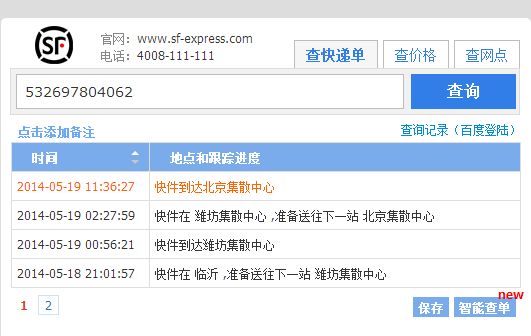 SF
官网：www.sf-express.com
电话：4008-111-111
查快递单 查价格 查网点
532697804062 查询
点击添加备注 查询记录（百度登陆）
时间 地点和跟踪进度
2014-05-19 11:36:27 快件到达北京集散中心
2014-05-19 02:27:59 快件在 潍坊集散中心 ,准备送往下一站 北京集散中心
2014-05-19 00:56:21 快件到达潍坊集散中心
2014-05-18 21:01:57 快件在 临沂 ,准备送往下一站 潍坊集散中心
new
1 2 保存 智能查单